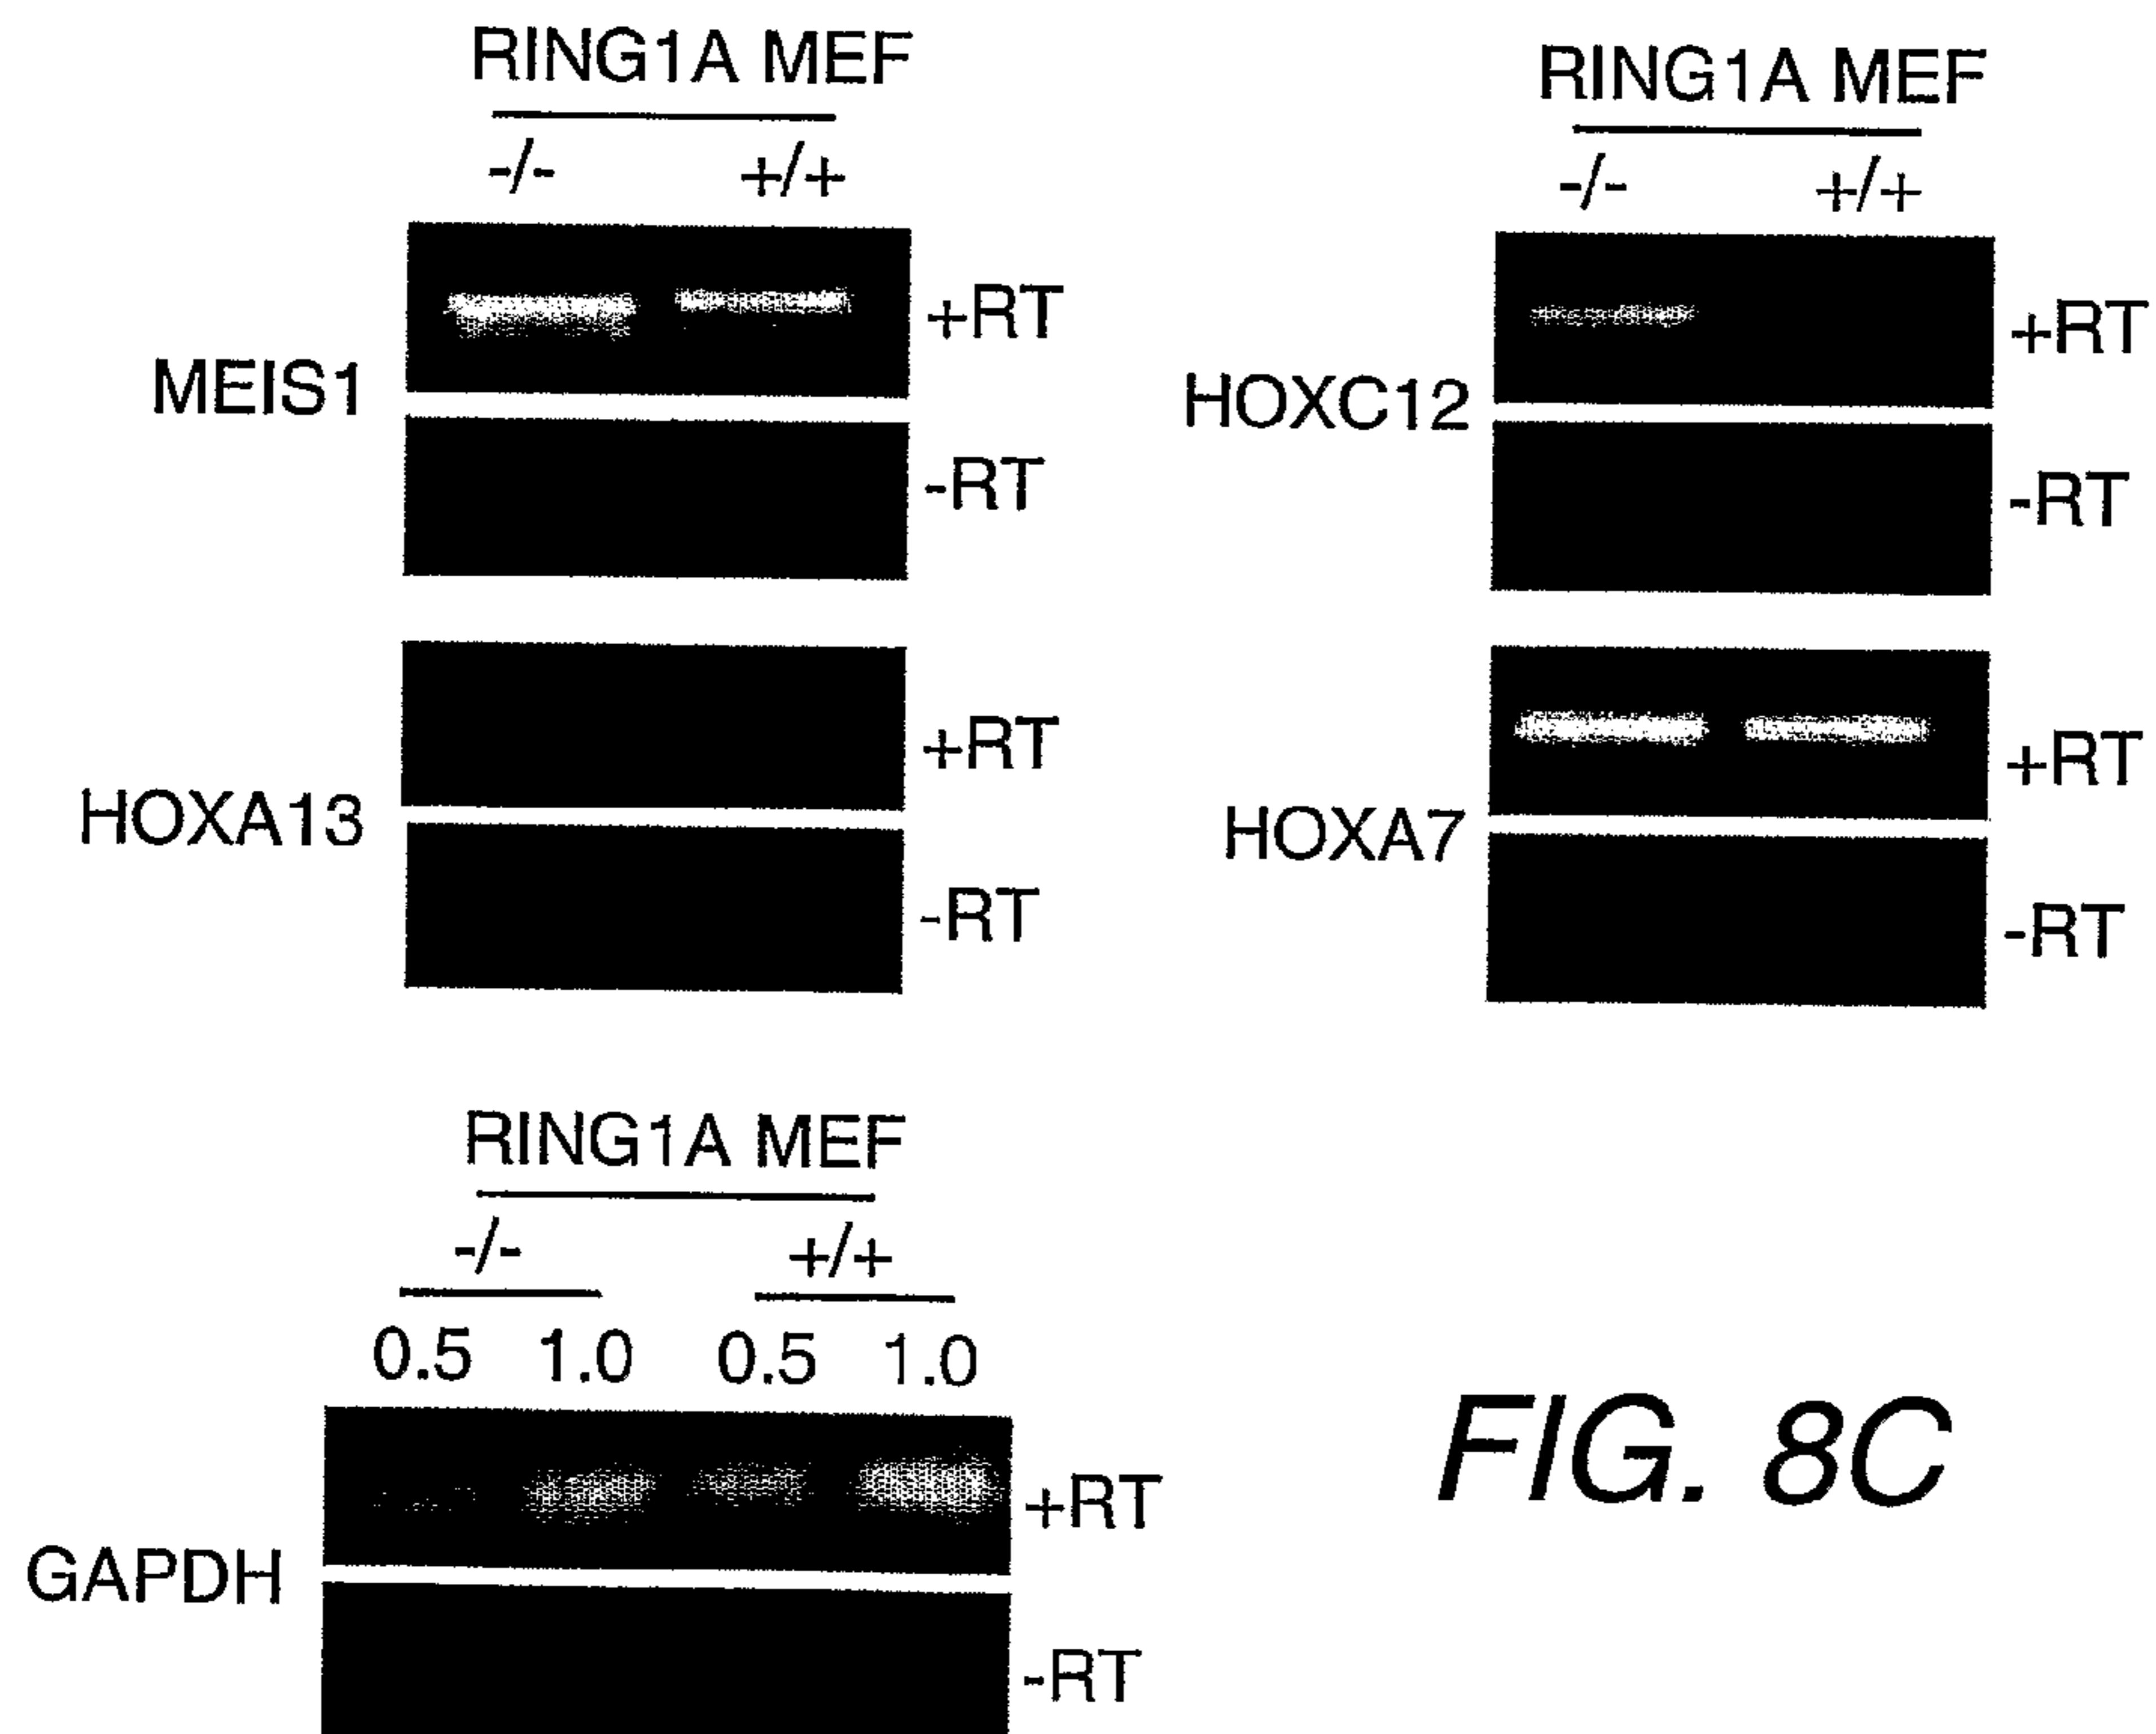 RING1A MEF
-/- +/+
MEIS1
+RT
-RT
HOXA13
+RT
-RT
RING1A MEF
-/- +/+
HOXC12
+RT
-RT
HOXA7
+RT
-RT
RING1A MEF
-/- +/+
0.5 1.0 0.5 1.0
GAPDH
+RT
-RT
FIG. 8C